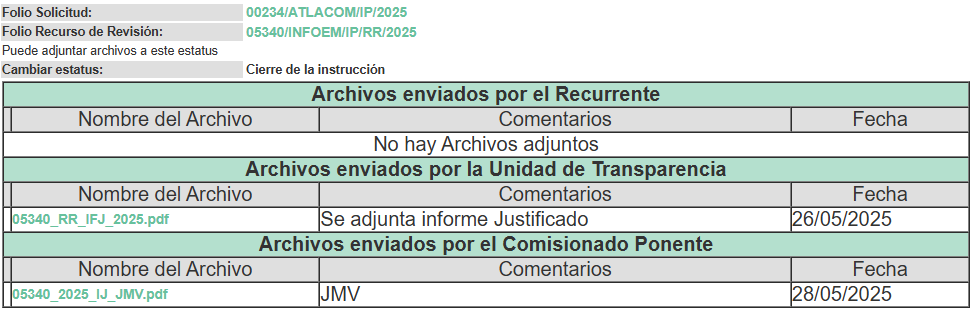 Folio Solicitud: 00234/ATLACOM/IP/2025
Folio Recurso de Revisión: 05340/INFOEM/IP/RR/2025
Puede adjuntar archivos a este estatus
Cambiar estatus: Cierre de la instrucción
Archivos enviados por el Recurrente
Nombre del Archivo Comentarios Fecha
No hay Archivos adjuntos
Archivos enviados por la Unidad de Transparencia
Nombre del Archivo Comentarios Fecha
05340_RR_IFJ_2025.pdf Se adjunta informe Justificado 26/05/2025
Archivos enviados por el Comisionado Ponente
Nombre del Archivo Comentarios Fecha
05340_2025_IJ_JMV.pdf JMV 28/05/2025